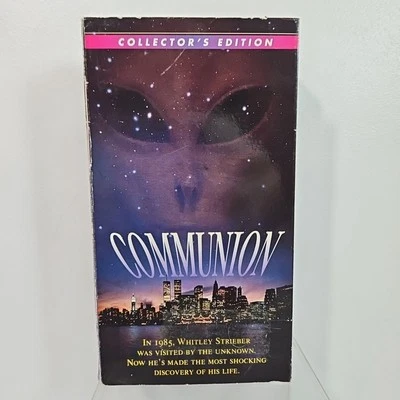 COLLECTOR'S EDITION
COMMUNION
IN 1985, WHITLEY STRIEBER
WAS VISITED BY THE UNKNOWN.
NOW HE'S MADE THE MOST SHOCKING
DISCOVERY OF HIS LIFE.